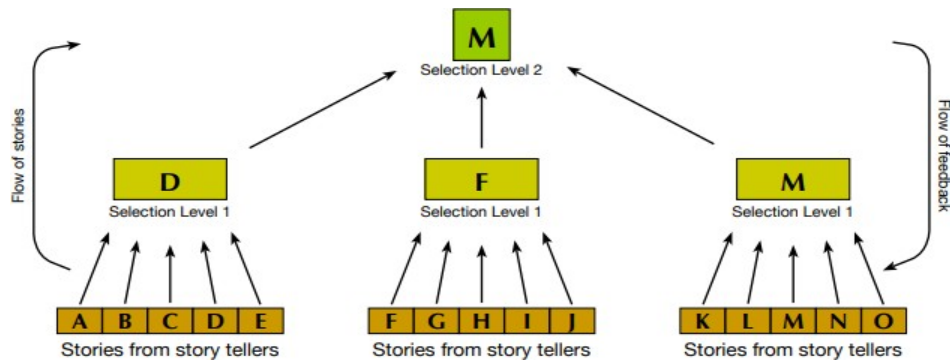 M
Selection Level 2
Flow of stories
Flow of feedback
D
F
M
Selection Level 1
Selection Level 1
Selection Level 1
A B C D E
F G H I J
K L M N O
Stories from story tellers
Stories from story tellers
Stories from story tellers